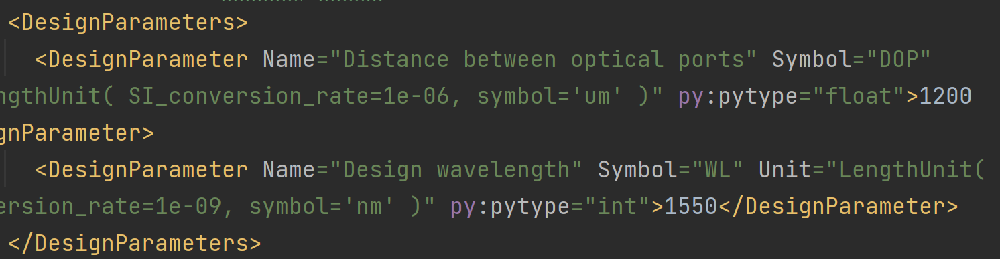 <DesignParameters>
<DesignParameter Name="Distance between optical ports" Symbol="DOP"
ngthUnit( SI_conversion_rate=1e-06, symbol='um' )" py:pytype="float">1200
gnParameter>
<DesignParameter Name="Design wavelength" Symbol="WL" Unit="LengthUnit(
ersion_rate=1e-09, symbol='nm' )" py:pytype="int">1550</DesignParameter>
</DesignParameters>